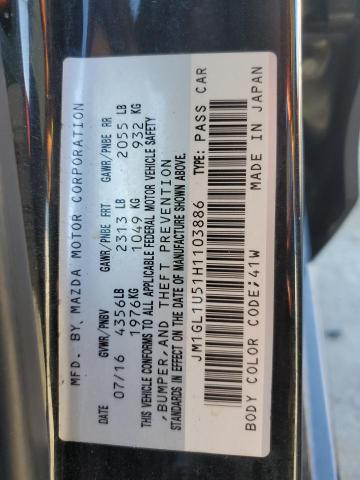 MFD. BY MAZDA MOTOR CORPORATION
DATE GVWR/PNBV GAWR/PNBE FRT GAWR/PNBE RR
07/16 4356LB 2313 LB 2055 LB
1976KG 1049 KG 932 KG
THIS VEHICLE CONFORMS TO ALL APPLICABLE FEDERAL MOTOR VEHICLE SAFETY
,BUMPER,AND THEFT PREVENTION
STANDARDS IN EFFECT ON THE DATE OF MANUFACTURE SHOWN ABOVE.
JM1GL1U51H1103886 TYPE: PASS CAR
BODY COLOR CODE;41W MADE IN JAPAN